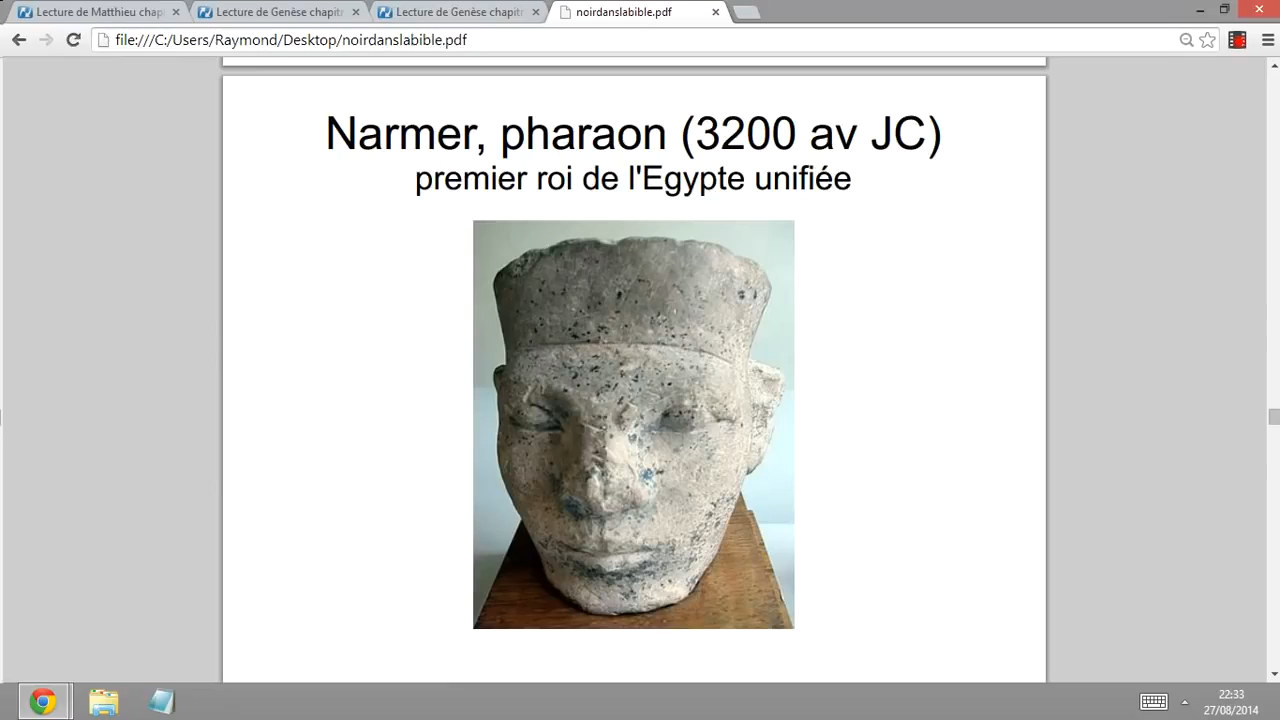 Lecture de Matthieu chapi
Lecture de Genèse chapitr
Lecture de Genèse chapitr
noirdanslabible.pdf
file:///C:/Users/Raymond/Desktop/noirdanslabible.pdf
Narmer, pharaon (3200 av JC)
premier roi de l'Egypte unifiée
22:33
27/08/2014